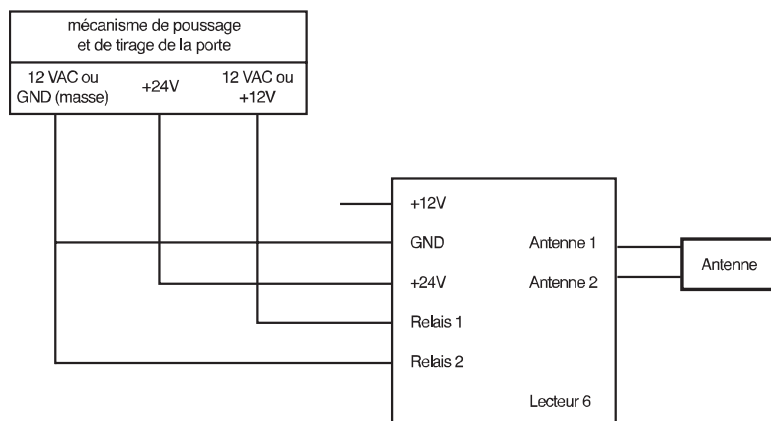 mécanisme de poussage
et de tirage de la porte
12 VAC ou
GND (masse)
+24V
12 VAC ou
+12V
+12V
GND
+24V
Relais 1
Relais 2
Antenne 1
Antenne 2
Lecteur 6
Antenne